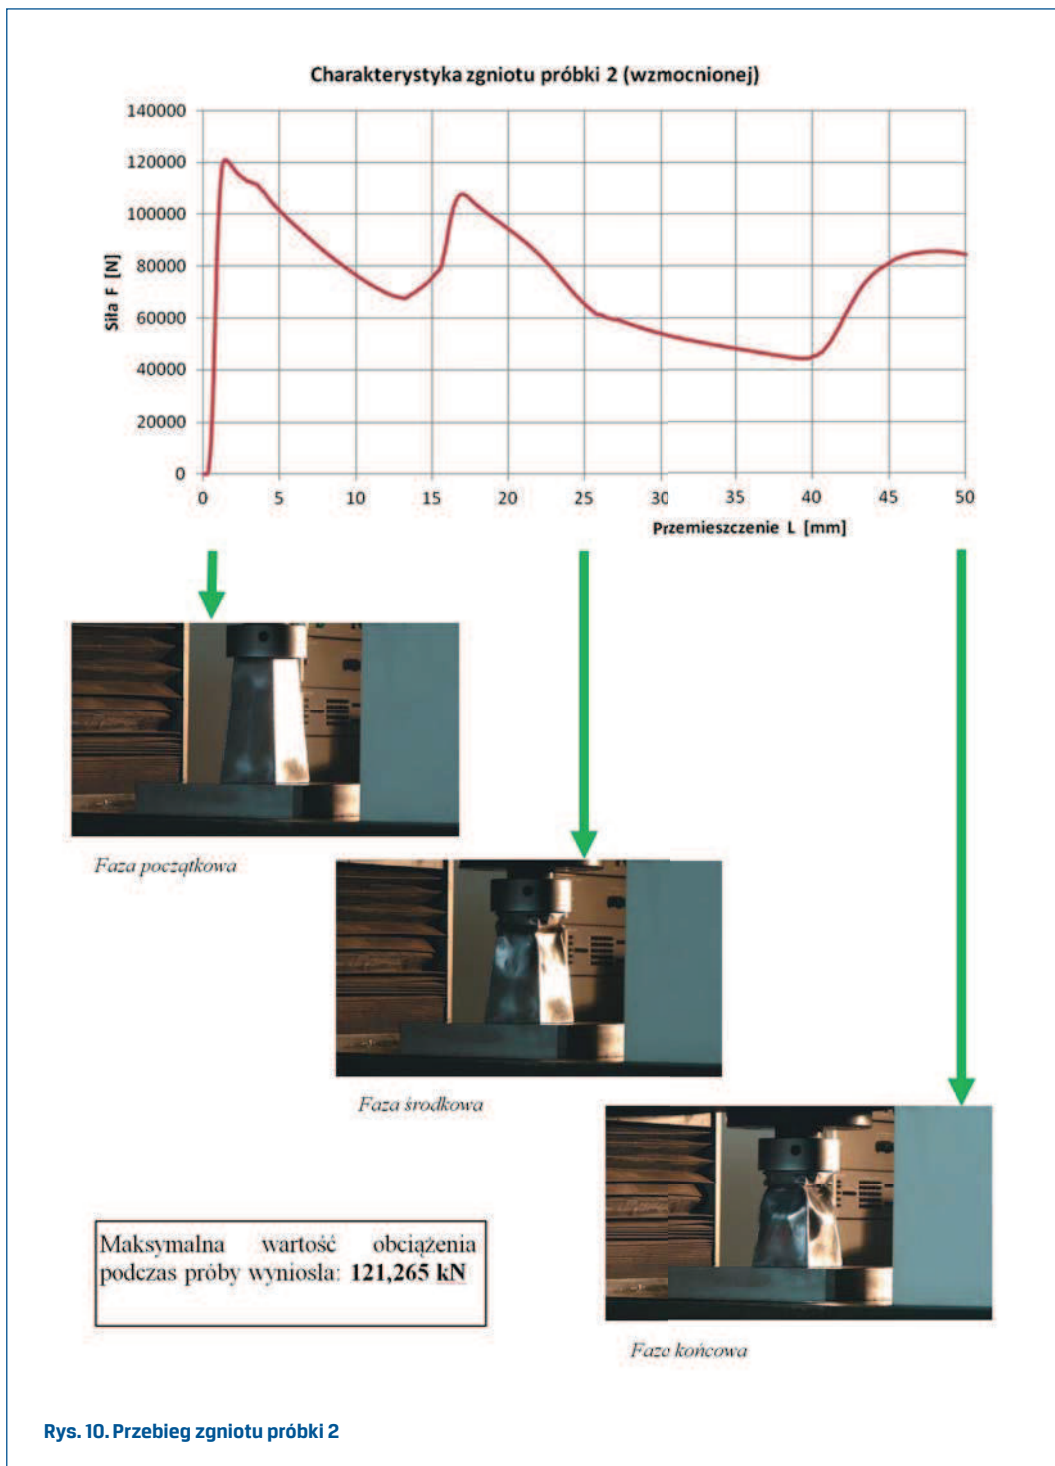 Charakterystyka zgniotu próbki 2 (wzmocnionej)
140000
120000
100000
80000
60000
40000
20000
0
Siła F [N]
0 5 10 15 20 25 30 35 40 45 50
Przemieszczenie L [mm]
Faza początkowa
Faza środkowa
Maksymalna wartość obciążenia
podczas próby wyniosła: 121,265 kN
Faza końcowa
Rys. 10. Przebieg zgniotu próbki 2